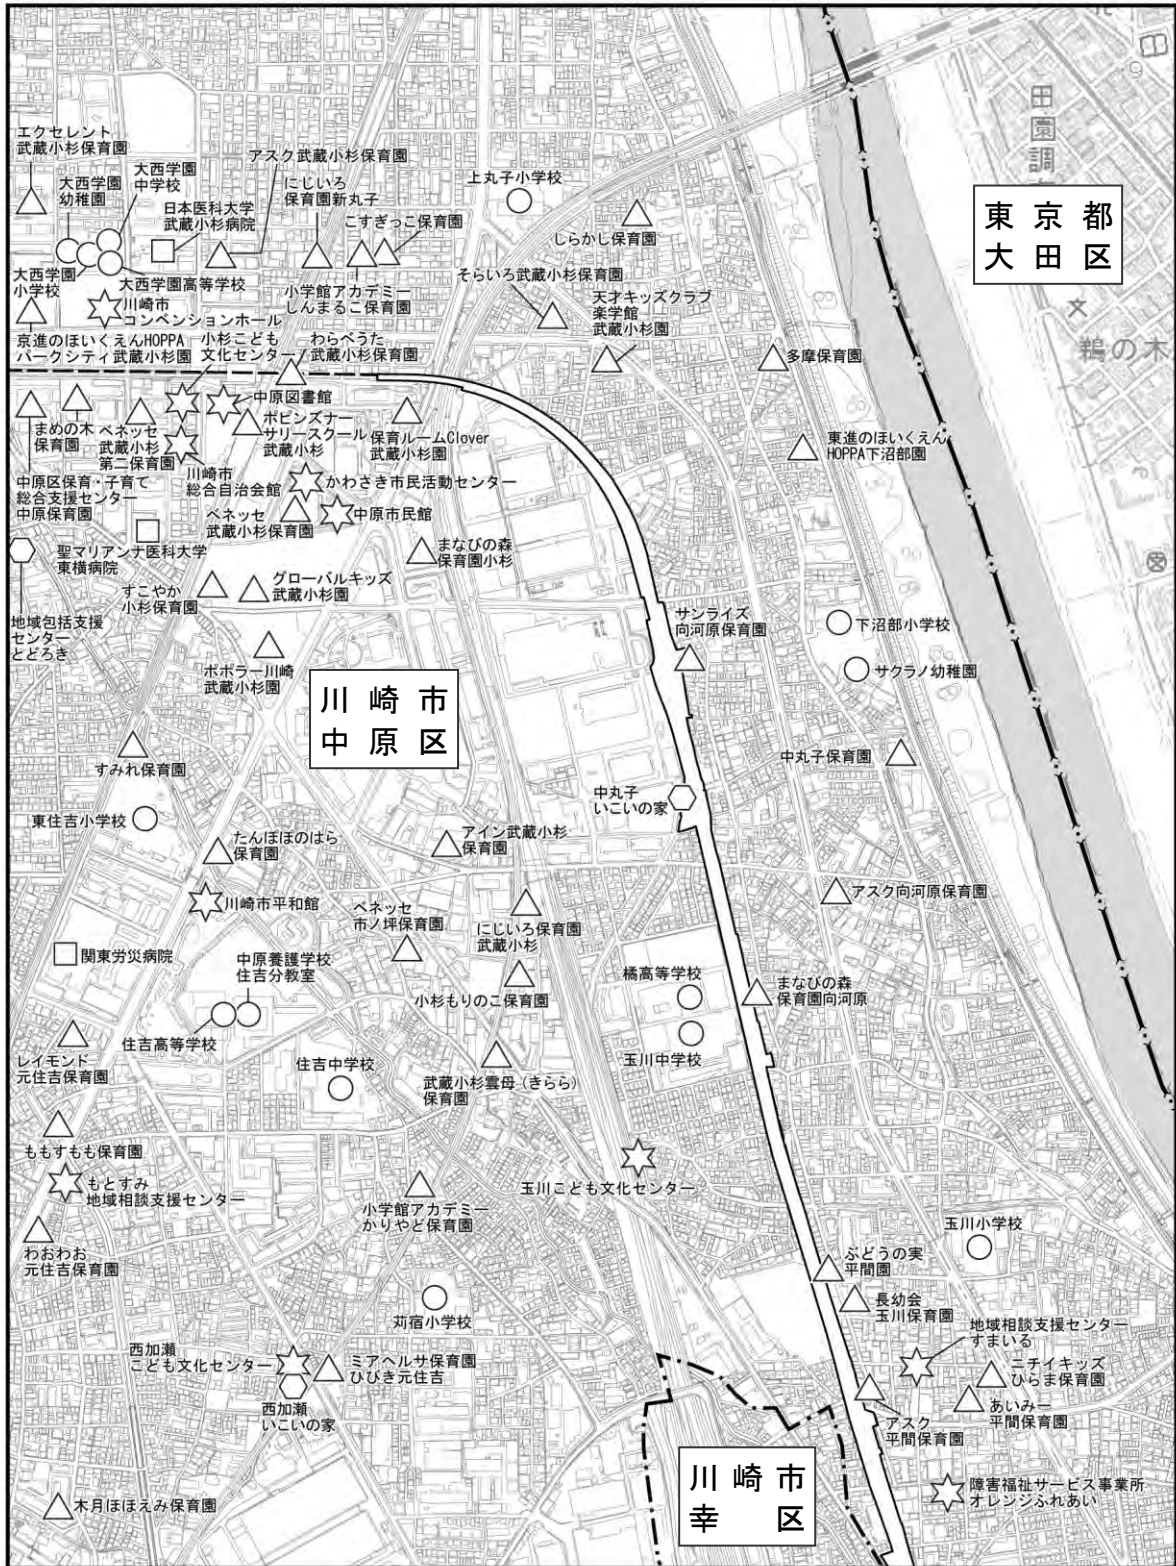 田園調布
東京都
大田区
鵜の木
エクセレント
武蔵小杉保育園
大西学園
幼稚園
大西学園
中学校
日本医科大学
武蔵小杉病院
アスク武蔵小杉保育園
にじいろ
保育園新丸子
こすぎっこ保育園
上丸子小学校
しらかし保育園
大西学園
小学校
大西学園高等学校
川崎市
コンベンションホール
小学館アカデミー
しんまるこ保育園
そらいろ武蔵小杉保育園
天才キッズクラブ
楽学館
武蔵小杉園
多摩保育園
京進のほいくえんHOPPA
パークシティ武蔵小杉園
小杉こども
文化センター
わらべうた
武蔵小杉保育園
まめの木
保育園
ベネッセ
武蔵小杉
第二保育園
中原図書館
ポピンズナー
サリースクール
武蔵小杉
保育ルームClover
武蔵小杉園
東進のほいくえん
HOPPA下沼部園
中原区保育・子育て
総合支援センター
中原保育園
川崎市
総合自治会館
かわさき市民活動センター
ベネッセ
武蔵小杉保育園
中原市民館
聖マリアンナ医科大学
東横病院
まなびの森
保育園小杉
すこやか
小杉保育園
グローバルキッズ
武蔵小杉園
地域包括支援
センター
とどろき
サンライズ
向河原保育園
下沼部小学校
サクラノ幼稚園
ポポラー川崎
武蔵小杉園
川崎市
中原区
すみれ保育園
中丸子保育園
中丸子
いこいの家
東住吉小学校
たんぽぽのはら
保育園
アイン武蔵小杉
保育園
川崎市平和館
ベネッセ
市ノ坪保育園
にじいろ保育園
武蔵小杉
アスク向河原保育園
関東労災病院
中原養護学校
住吉分教室
小杉もりのこ保育園
橘高等学校
まなびの森
保育園向河原
住吉高等学校
玉川中学校
レイモンド
元住吉保育園
住吉中学校
武蔵小杉雲母(きらら)
保育園
ももすもも保育園
もとすみ
地域相談支援センター
玉川こども文化センター
小学館アカデミー
かりやど保育園
わおわお
元住吉保育園
玉川小学校
ぶどうの実
平間園
長幼会
玉川保育園
苅宿小学校
地域相談支援センター
すまいる
西加瀬
こども文化センター
ミアヘルサ保育園
ひびき元住吉
ニチイキッズ
ひらま保育園
西加瀬
いこいの家
あいみー
平間保育園
アスク
平間保育園
川崎市
幸区
障害福祉サービス事業所
オレンジふれあい
木月ほほえみ保育園